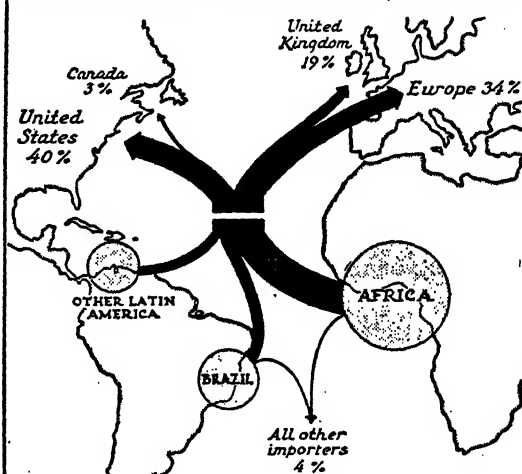 United
Kingdom
19%
Canada
3%
Europe 34%
United
States
40%
OTHER LATIN
AMERICA
AFRICA
BRAZIL
All other
importers
4%